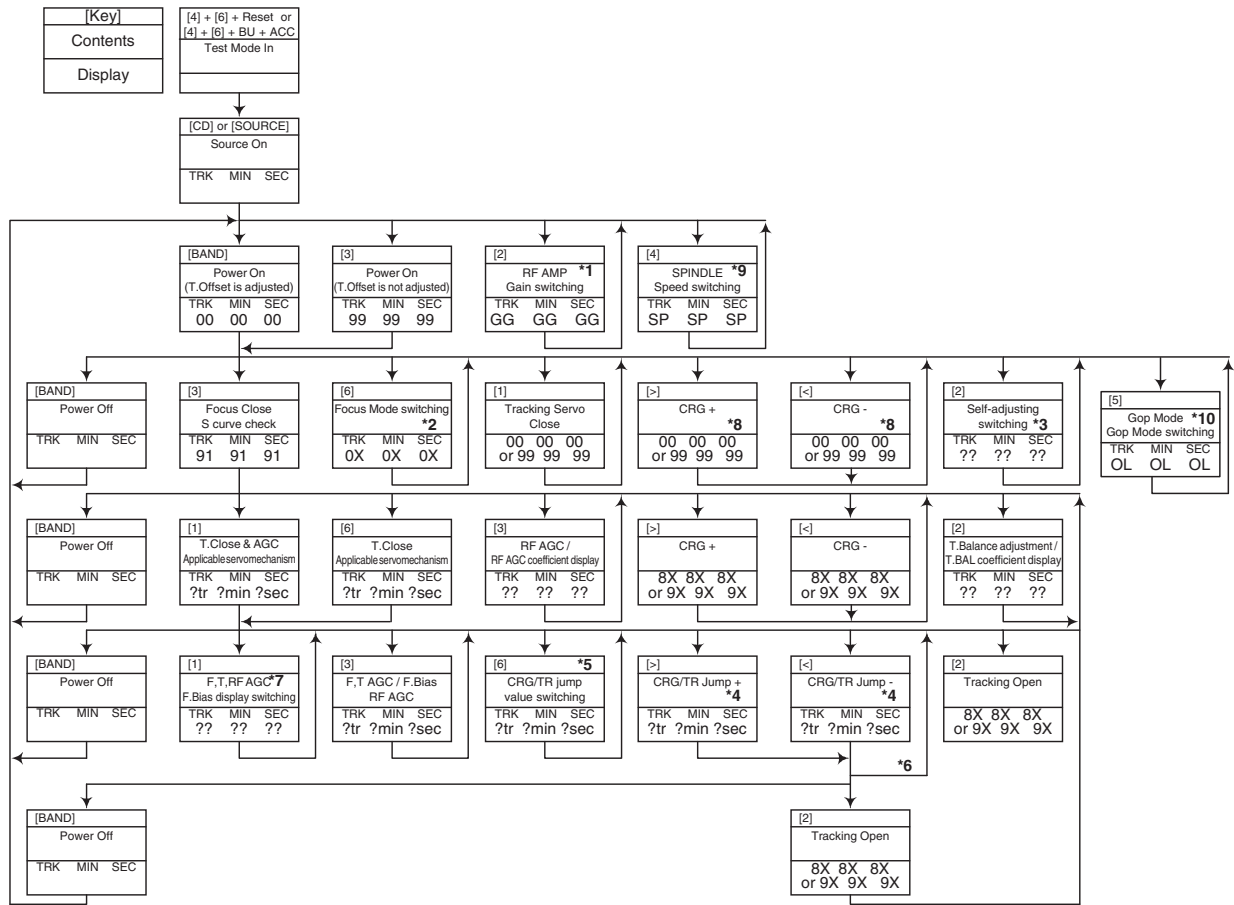 [Key]
Contents
Display
[4] + [6] + Reset or
[4] + [6] + BU + ACC
Test Mode In
[CD] or [SOURCE]
Source On
TRK MIN SEC
[BAND]
Power On
(T.Offset is adjusted)
TRK MIN SEC
00 00 00
[3]
Power On
(T.Offset is not adjusted)
TRK MIN SEC
99 99 99
[2]
RF AMP *1
Gain switching
TRK MIN SEC
GG GG GG
[4]
SPINDLE *9
Speed switching
TRK MIN SEC
SP SP SP
[BAND]
Power Off
TRK MIN SEC
[3]
Focus Close
S curve check
TRK MIN SEC
91 91 91
[6]
Focus Mode switching
*2
TRK MIN SEC
0X 0X 0X
[1]
Tracking Servo
Close
00 00 00
or 99 99 99
[>]
CRG +
*8
00 00 00
or 99 99 99
[<]
CRG -
*8
00 00 00
or 99 99 99
[2]
Self-adjusting
switching *3
TRK MIN SEC
?? ?? ??
[5]
Gop Mode *10
Gop Mode switching
TRK MIN SEC
OL OL OL
[BAND]
Power Off
TRK MIN SEC
[1]
T.Close & AGC
Applicable servomechanism
TRK MIN SEC
?tr ?min ?sec
[6]
T.Close
Applicable servomechanism
TRK MIN SEC
?tr ?min ?sec
[3]
RF AGC /
RF AGC coefficient display
TRK MIN SEC
?? ?? ??
[>]
CRG +
8X 8X 8X
or 9X 9X 9X
[<]
CRG -
8X 8X 8X
or 9X 9X 9X
[2]
T.Balance adjustment /
T.BAL coefficient display
TRK MIN SEC
?? ?? ??
[BAND]
Power Off
TRK MIN SEC
[1]
F,T,RF AGC *7
F.Bias display switching
TRK MIN SEC
?? ?? ??
[3]
F,T AGC / F.Bias
RF AGC
TRK MIN SEC
?tr ?min ?sec
[6] *5
CRG/TR jump
value switching
TRK MIN SEC
?tr ?min ?sec
[>]
CRG/TR Jump +
*4
TRK MIN SEC
?tr ?min ?sec
[<]
CRG/TR Jump -
*4
TRK MIN SEC
?tr ?min ?sec
[2]
Tracking Open
8X 8X 8X
or 9X 9X 9X
*6
[BAND]
Power Off
TRK MIN SEC
[2]
Tracking Open
8X 8X 8X
or 9X 9X 9X